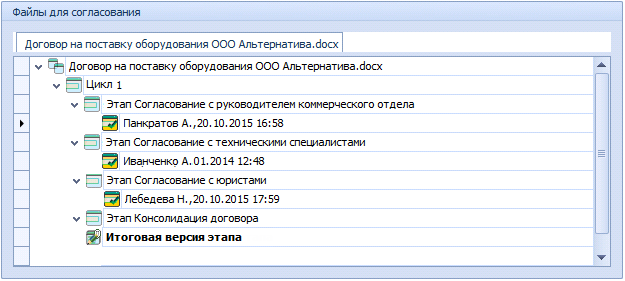 Файлы для согласования
Договор на поставку оборудования ООО Альтернатива.docx
Договор на поставку оборудования ООО Альтернатива.docx
Цикл 1
Этап Согласование с руководителем коммерческого отдела
Панкратов А.,20.10.2015 16:58
Этап Согласование с техническими специалистами
Иванченко А.01.2014 12:48
Этап Согласование с юристами
Лебедева Н.,20.10.2015 17:59
Этап Консолидация договора
Итоговая версия этапа